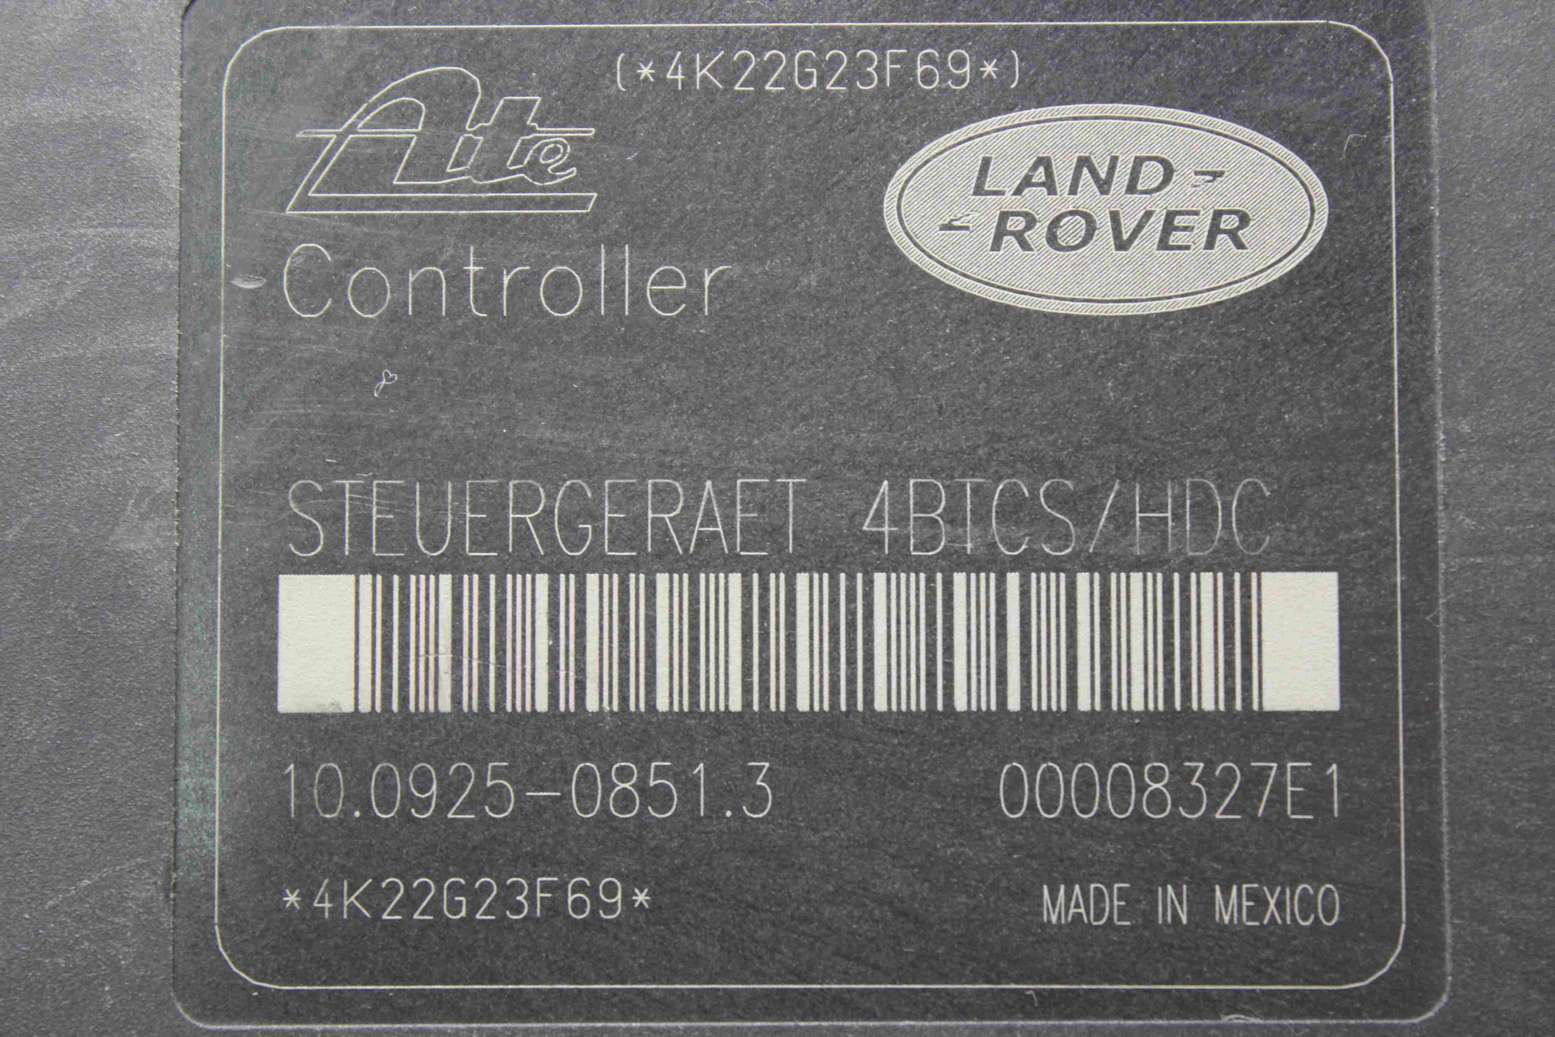 (*4K22G23F69*)
Ate
LAND
ROVER
Controller
STEUERGERAET 4BTCS/HDC
10.0925-0851.3 00008327E1
*4K22G23F69* MADE IN MEXICO